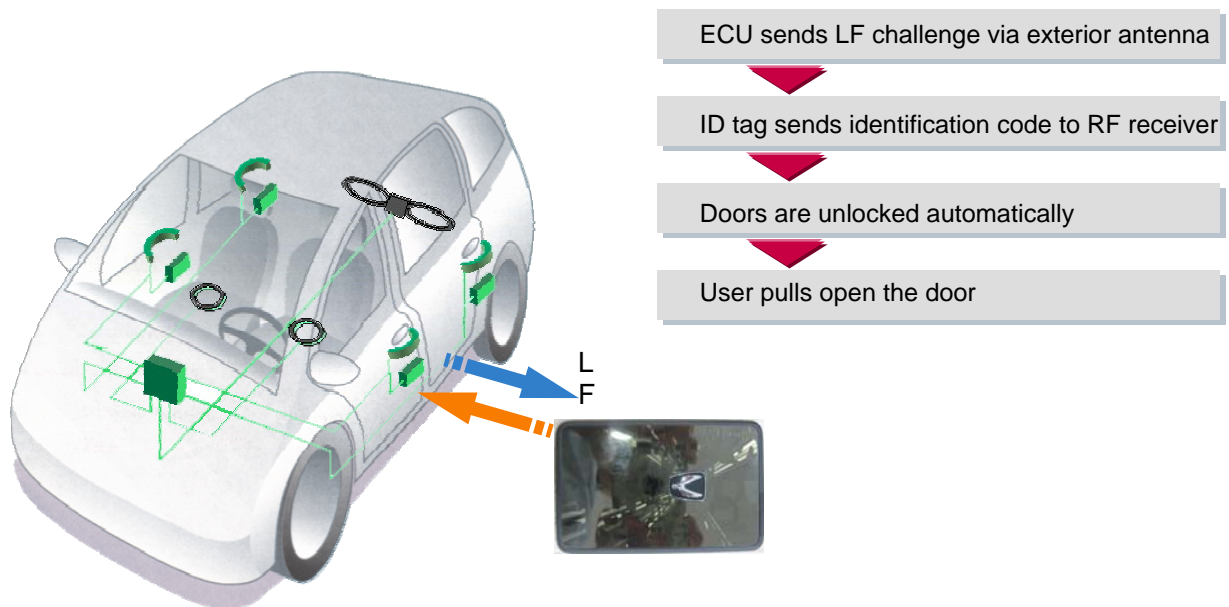 ECU sends LF challenge via exterior antenna
ID tag sends identification code to RF receiver
Doors are unlocked automatically
User pulls open the door
L
F